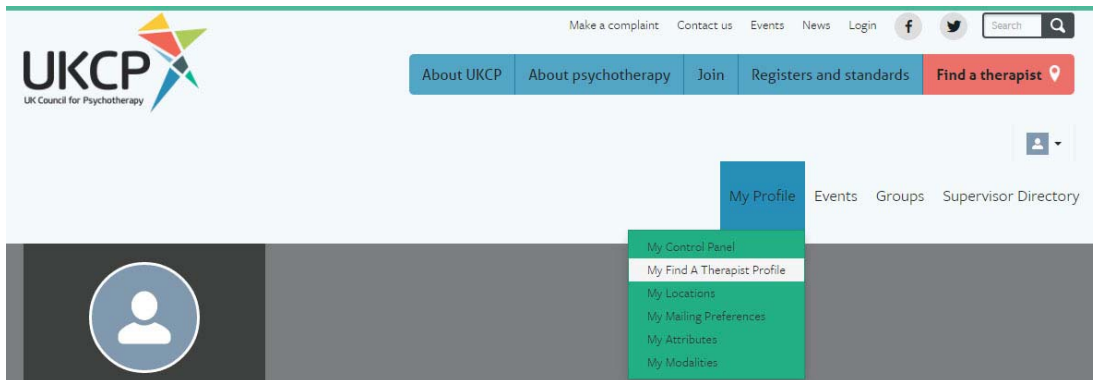 Make a complaint Contact us Events News Login f Search
UKCP
UK Council for Psychotherapy
About UKCP About psychotherapy Join Registers and standards Find a therapist
My Profile Events Groups Supervisor Directory
My Control Panel
My Find A Therapist Profile
My Locations
My Mailing Preferences
My Attributes
My Modalities